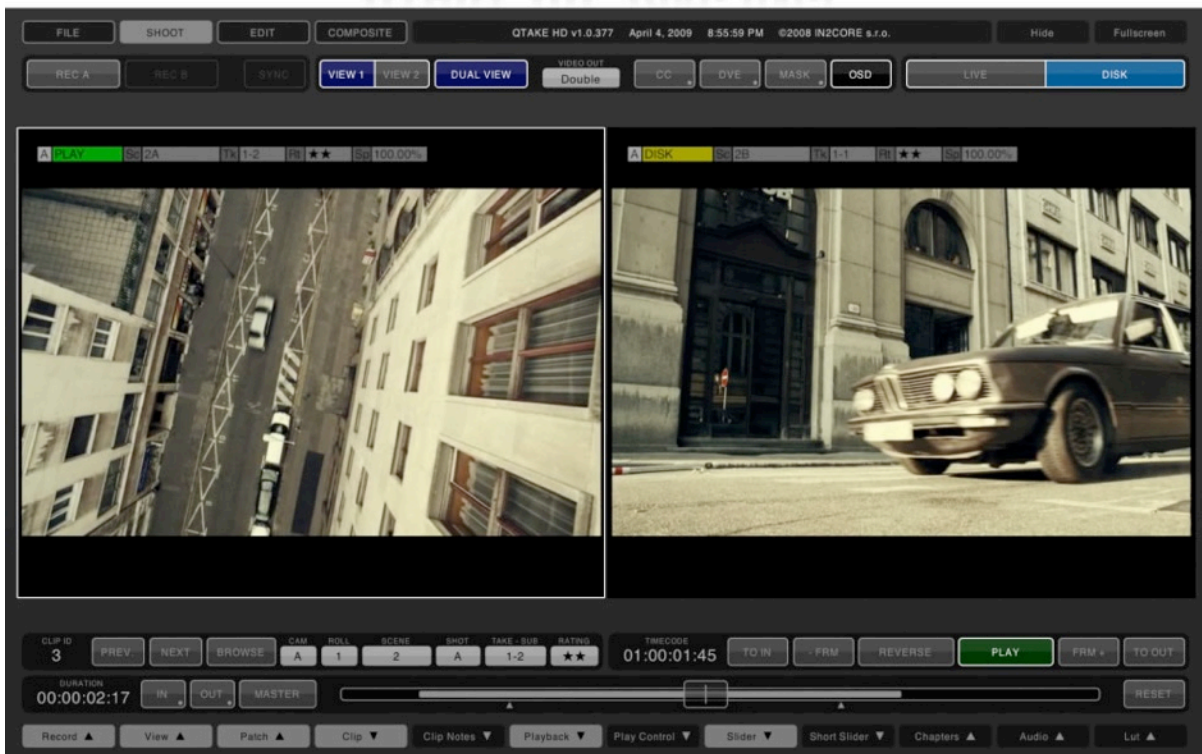 FILE SHOOT EDIT COMPOSITE QTAKE HD v1.0.377 April 4, 2009 8:55:59 PM ©2008 IN2CORE s.r.o. Hide Fullscreen
VIDEO OUT
REC A REC B SYNC VIEW 1 VIEW 2 DUAL VIEW Double CC DVE MASK OSD LIVE DISK
A PLAY Sc 2A Tk 1-2 Rt ★★ Sp 100.00% A DISK Sc 2B Tk 1-1 Rt ★★ Sp 100.00%
CLIP ID CAM ROLL SCENE SHOT TAKE - SUB RATING TIMECODE
3 PREV. NEXT BROWSE A 1 2 A 1-2 ★★ 01:00:01:45 TO IN - FRM REVERSE PLAY FRM + TO OUT
DURATION
00:00:02:17 IN OUT MASTER RESET
Record ▲ View ▲ Patch ▲ Clip ▼ Clip Notes ▼ Playback ▼ Play Control ▼ Slider ▼ Short Slider ▼ Chapters ▲ Audio ▲ Lut ▲